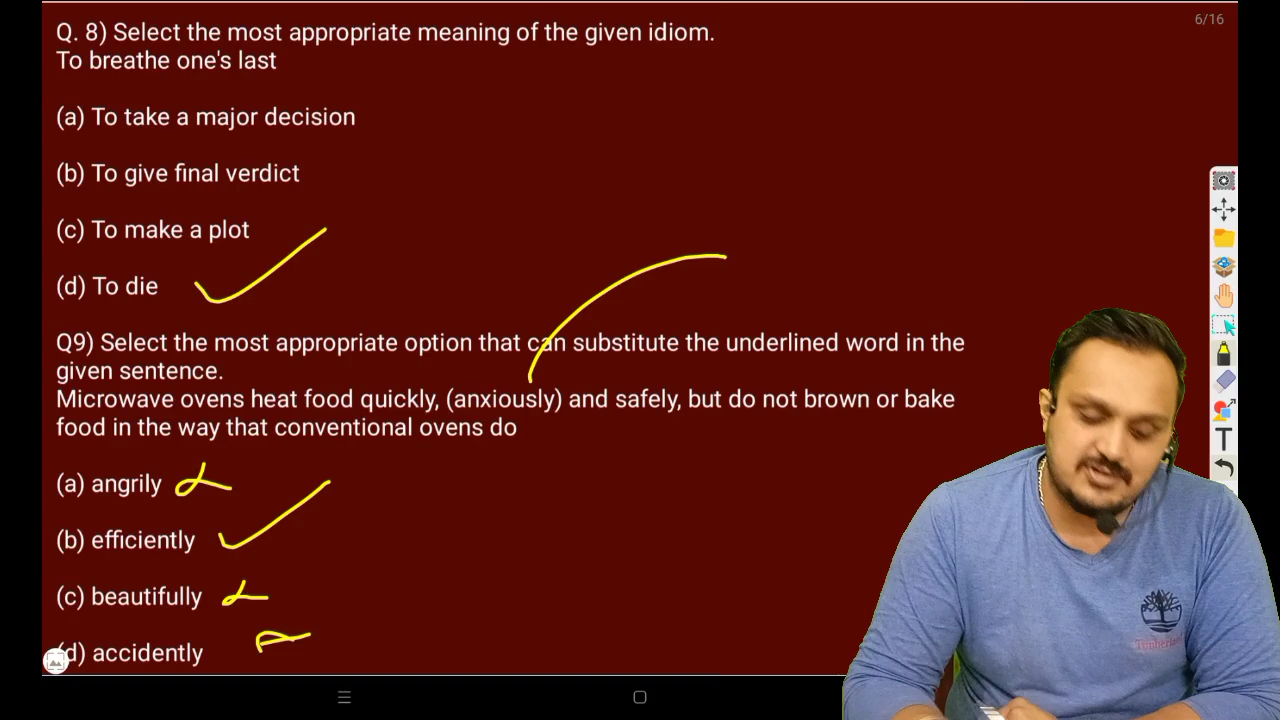 6/16
Q. 8) Select the most appropriate meaning of the given idiom.
To breathe one's last
(a) To take a major decision
(b) To give final verdict
(c) To make a plot
(d) To die
Q9) Select the most appropriate option that can substitute the underlined word in the
given sentence.
Microwave ovens heat food quickly, (anxiously) and safely, but do not brown or bake
food in the way that conventional ovens do
(a) angrily
(b) efficiently
(c) beautifully
(d) accidently
T
Timberland